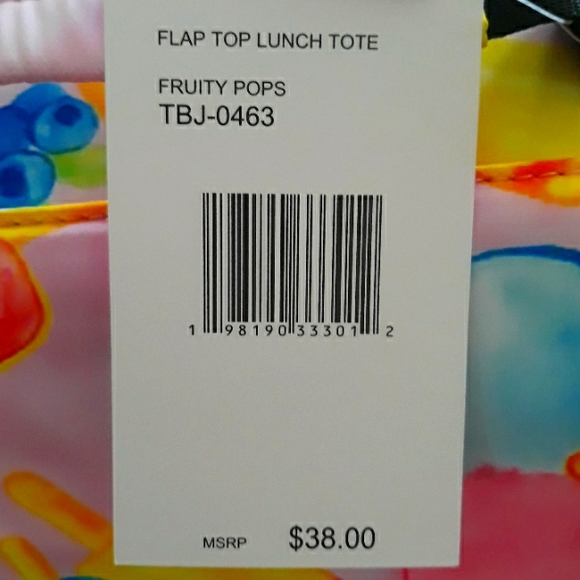 FLAP TOP LUNCH TOTE
FRUITY POPS
TBJ-0463
1 98190 33301 2
MSRP $38.00